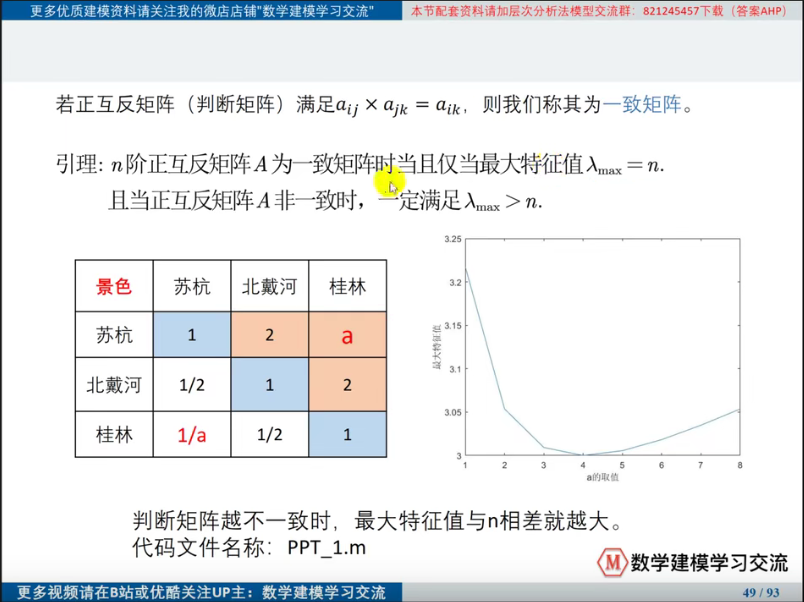 更多优质建模资料请关注我的微店店铺"数学建模学习交流"
本节配套资料请加层次分析法模型交流群：821245457下载（答案AHP）
若正互反矩阵（判断矩阵）满足aᵢⱼ × aⱼₖ = aᵢₖ，则我们称其为一致矩阵。
引理: n 阶正互反矩阵 A 为一致矩阵时当且仅当最大特征值 λmax = n.
且当正互反矩阵 A 非一致时，一定满足 λmax > n.
景色 苏杭 北戴河 桂林
苏杭 1 2 a
北戴河 1/2 1 2
桂林 1/a 1/2 1
3.25
3.2
3.15
3.1
3.05
3
最大特征值
1 2 3 4 5 6 7 8
a的取值
判断矩阵越不一致时，最大特征值与n相差就越大。
代码文件名称：PPT_1.m
M 数学建模学习交流
更多视频请在B站或优酷关注UP主：数学建模学习交流
49 / 93